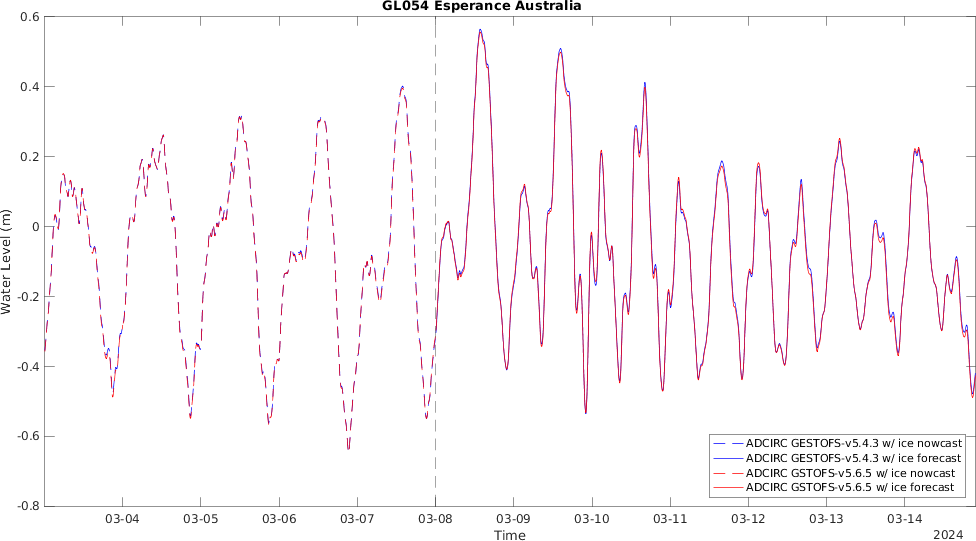 GL054 Esperance Australia
0.6
0.4
0.2
0
-0.2
-0.4
-0.6
-0.8
Water Level (m)
ADCIRC GESTOFS-v5.4.3 w/ ice nowcast
ADCIRC GESTOFS-v5.4.3 w/ ice forecast
ADCIRC GSTOFS-v5.6.5 w/ ice nowcast
ADCIRC GSTOFS-v5.6.5 w/ ice forecast
03-04 03-05 03-06 03-07 03-08 03-09 03-10 03-11 03-12 03-13 03-14
Time
2024